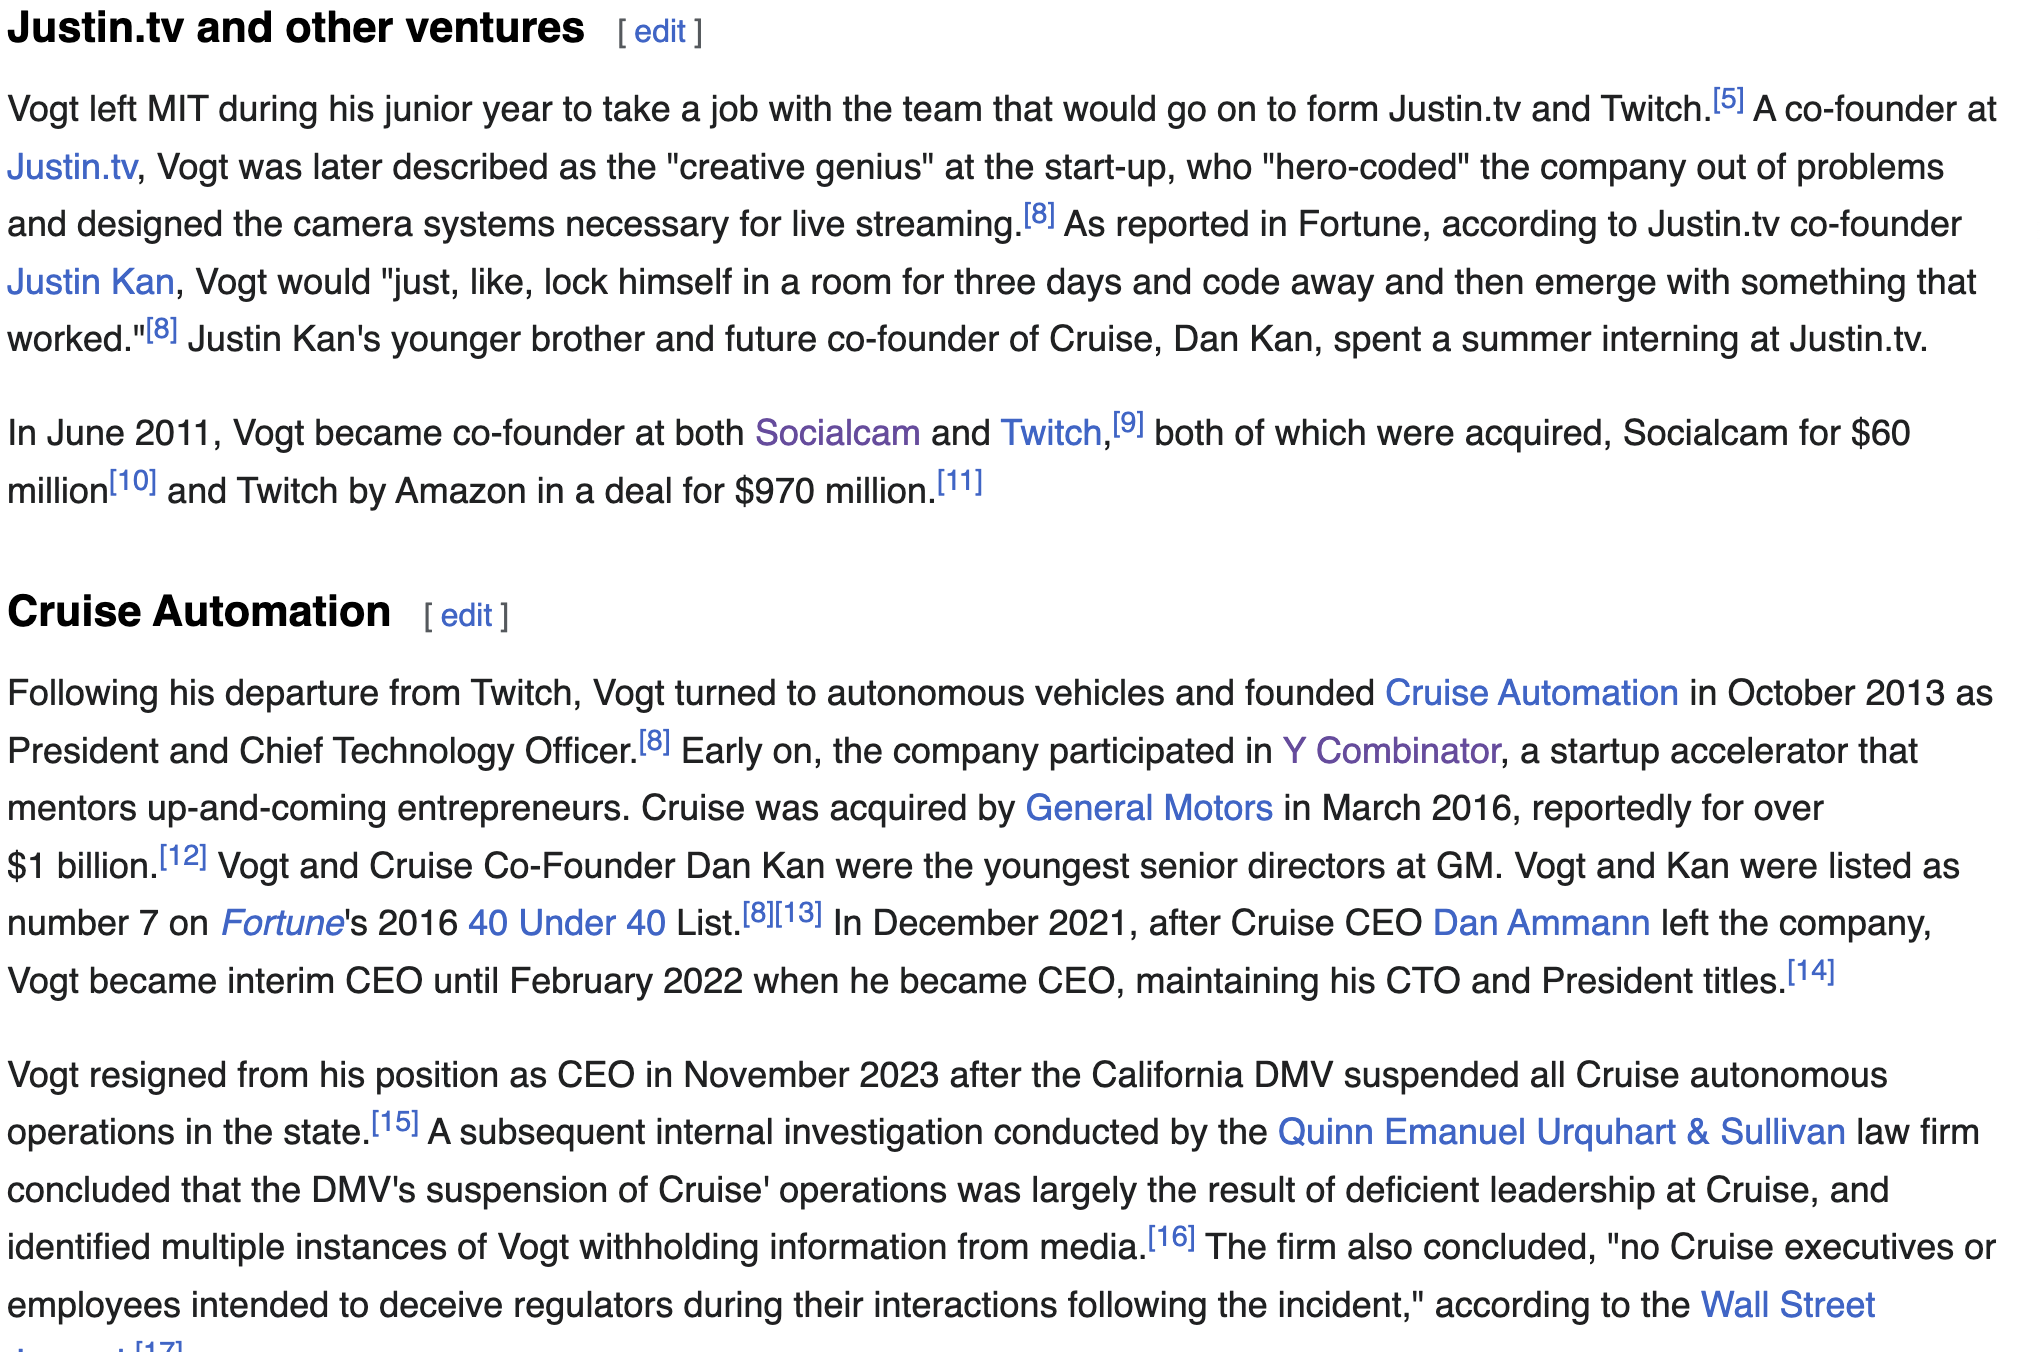 Justin.tv and other ventures [ edit ]
Vogt left MIT during his junior year to take a job with the team that would go on to form Justin.tv and Twitch.[5] A co-founder at
Justin.tv, Vogt was later described as the "creative genius" at the start-up, who "hero-coded" the company out of problems
and designed the camera systems necessary for live streaming.[8] As reported in Fortune, according to Justin.tv co-founder
Justin Kan, Vogt would "just, like, lock himself in a room for three days and code away and then emerge with something that
worked."[8] Justin Kan's younger brother and future co-founder of Cruise, Dan Kan, spent a summer interning at Justin.tv.
In June 2011, Vogt became co-founder at both Socialcam and Twitch,[9] both of which were acquired, Socialcam for $60
million[10] and Twitch by Amazon in a deal for $970 million.[11]
Cruise Automation [ edit ]
Following his departure from Twitch, Vogt turned to autonomous vehicles and founded Cruise Automation in October 2013 as
President and Chief Technology Officer.[8] Early on, the company participated in Y Combinator, a startup accelerator that
mentors up-and-coming entrepreneurs. Cruise was acquired by General Motors in March 2016, reportedly for over
$1 billion.[12] Vogt and Cruise Co-Founder Dan Kan were the youngest senior directors at GM. Vogt and Kan were listed as
number 7 on Fortune's 2016 40 Under 40 List.[8][13] In December 2021, after Cruise CEO Dan Ammann left the company,
Vogt became interim CEO until February 2022 when he became CEO, maintaining his CTO and President titles.[14]
Vogt resigned from his position as CEO in November 2023 after the California DMV suspended all Cruise autonomous
operations in the state.[15] A subsequent internal investigation conducted by the Quinn Emanuel Urquhart & Sullivan law firm
concluded that the DMV's suspension of Cruise' operations was largely the result of deficient leadership at Cruise, and
identified multiple instances of Vogt withholding information from media.[16] The firm also concluded, "no Cruise executives or
employees intended to deceive regulators during their interactions following the incident," according to the Wall Street
[17]